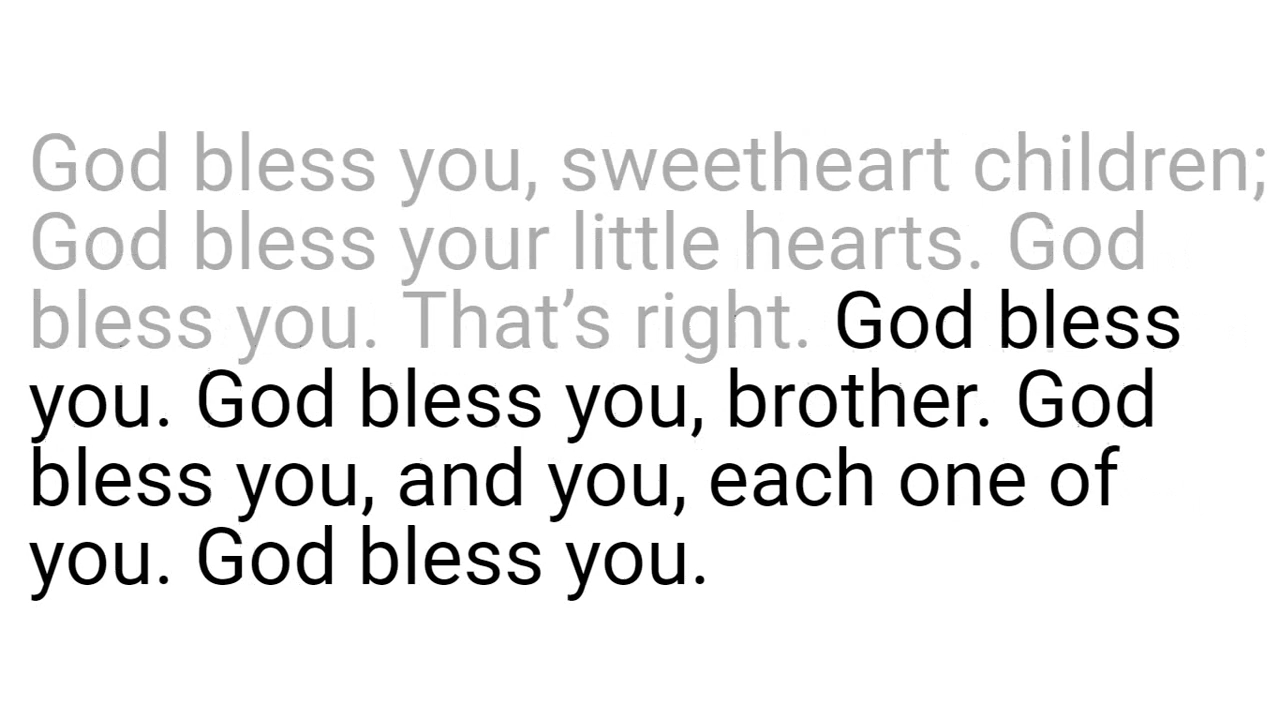 God bless you, sweetheart children;
God bless your little hearts. God
bless you. That’s right. God bless
you. God bless you, brother. God
bless you, and you, each one of
you. God bless you.